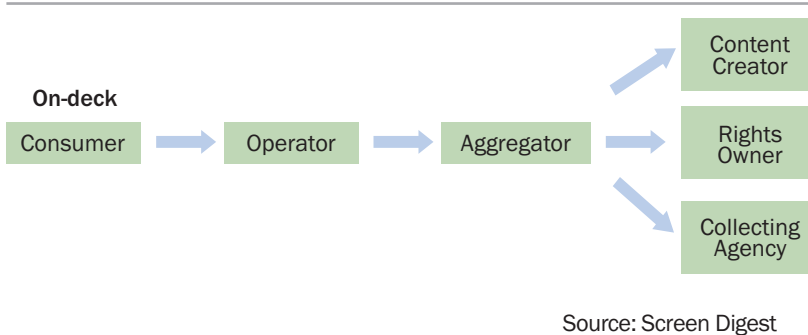 On-deck
Consumer
Operator
Aggregator
Content
Creator
Rights
Owner
Collecting
Agency
Source: Screen Digest